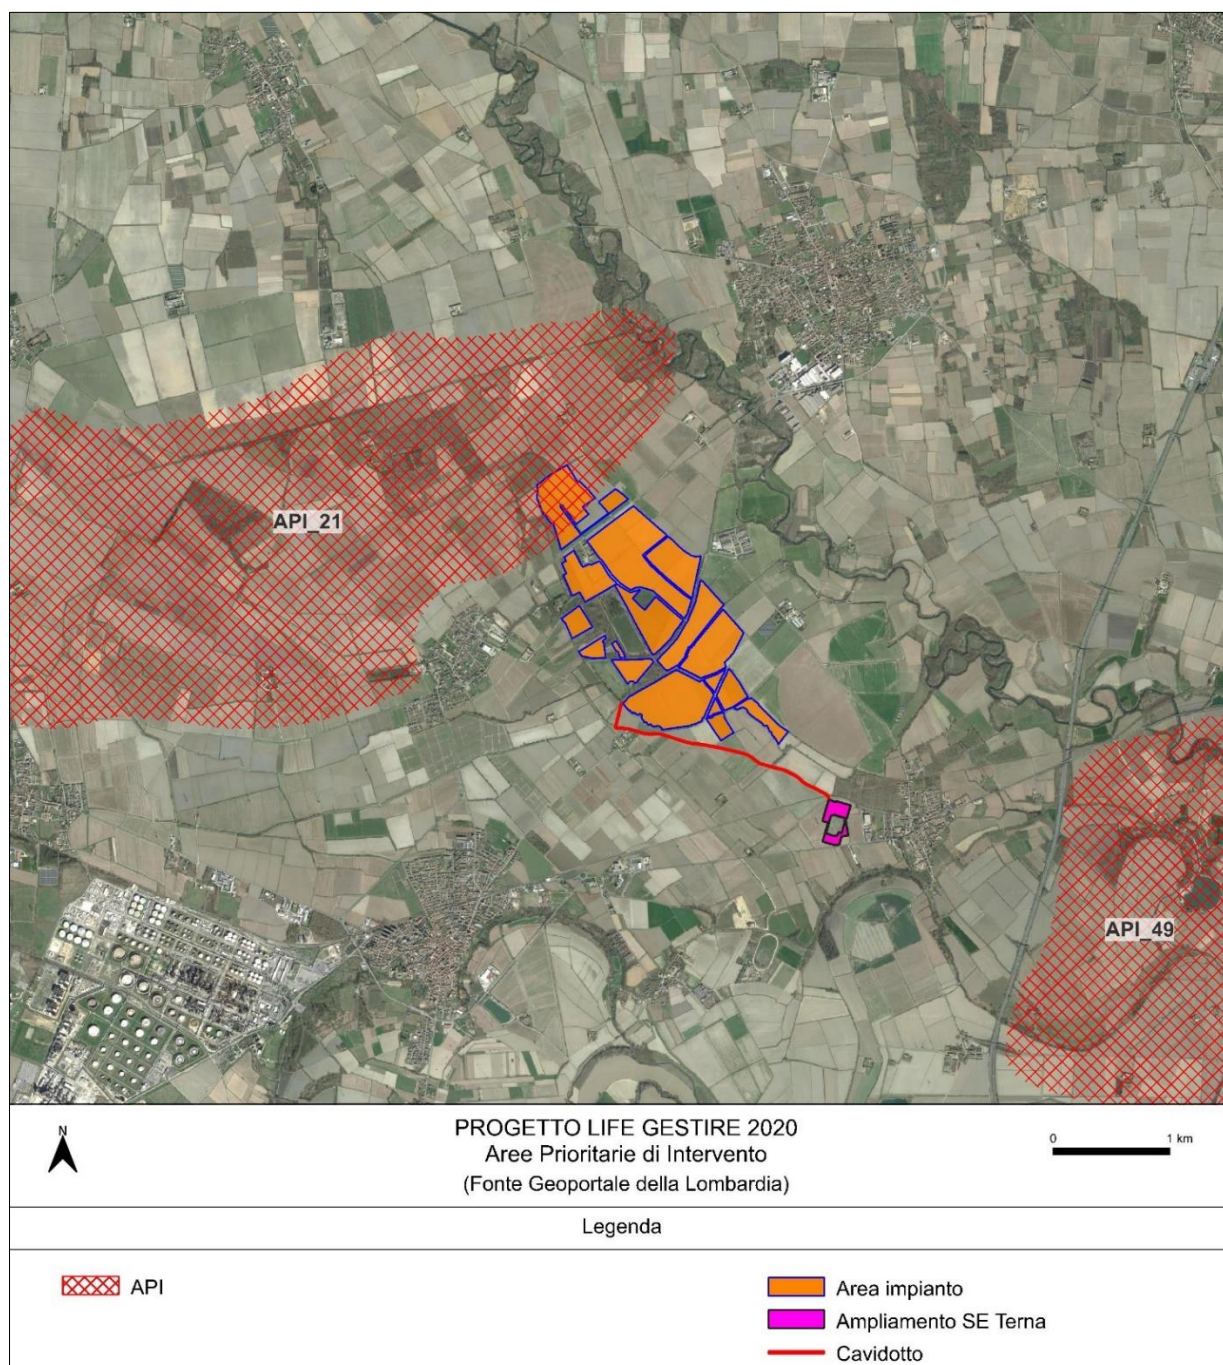 API_21
API_49
N
PROGETTO LIFE GESTIRE 2020
Aree Prioritarie di Intervento
(Fonte Geoportale della Lombardia)
0 1 km
Legenda
API
Area impianto
Ampliamento SE Terna
Cavidotto